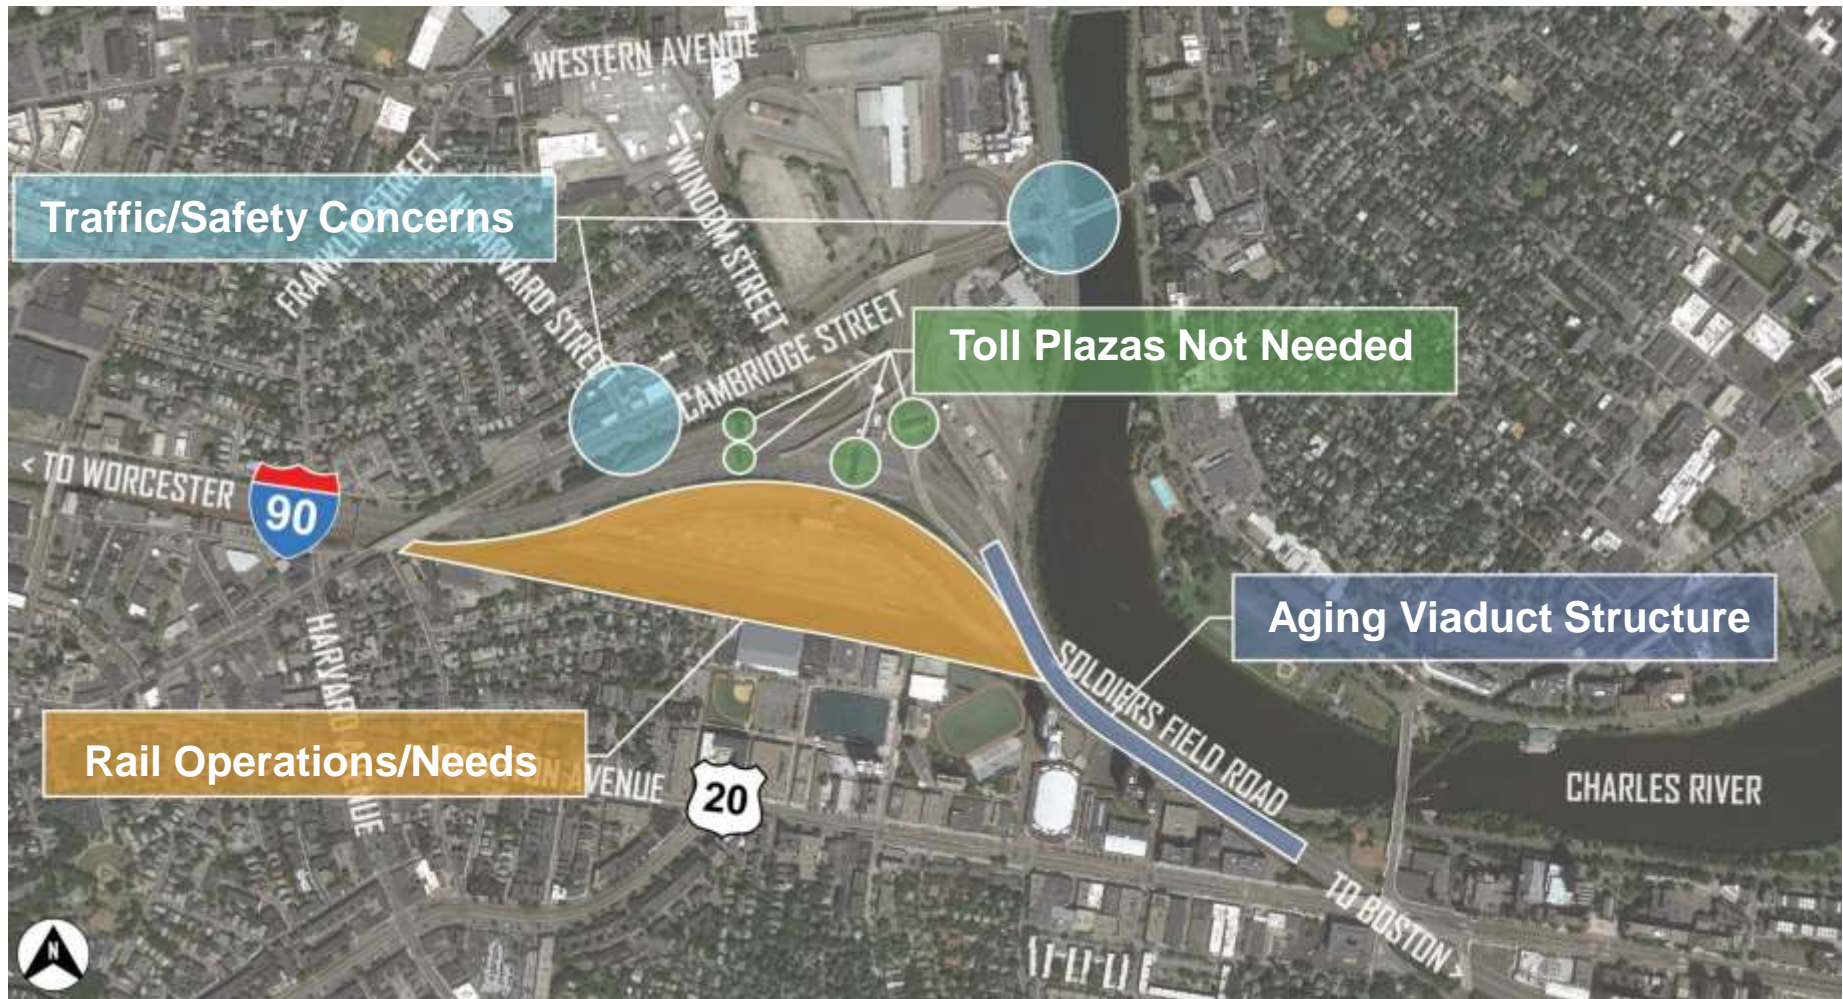 WESTERN AVENUE
Traffic/Safety Concerns
FRANKLIN STREET
HARVARD STREET
WINDOM STREET
CAMBRIDGE STREET
Toll Plazas Not Needed
< TO WORCESTER
90
Aging Viaduct Structure
SOLDIERS FIELD ROAD
HARVARD AVENUE
Rail Operations/Needs
AVENUE
20
CHARLES RIVER
TO BOSTON >
N